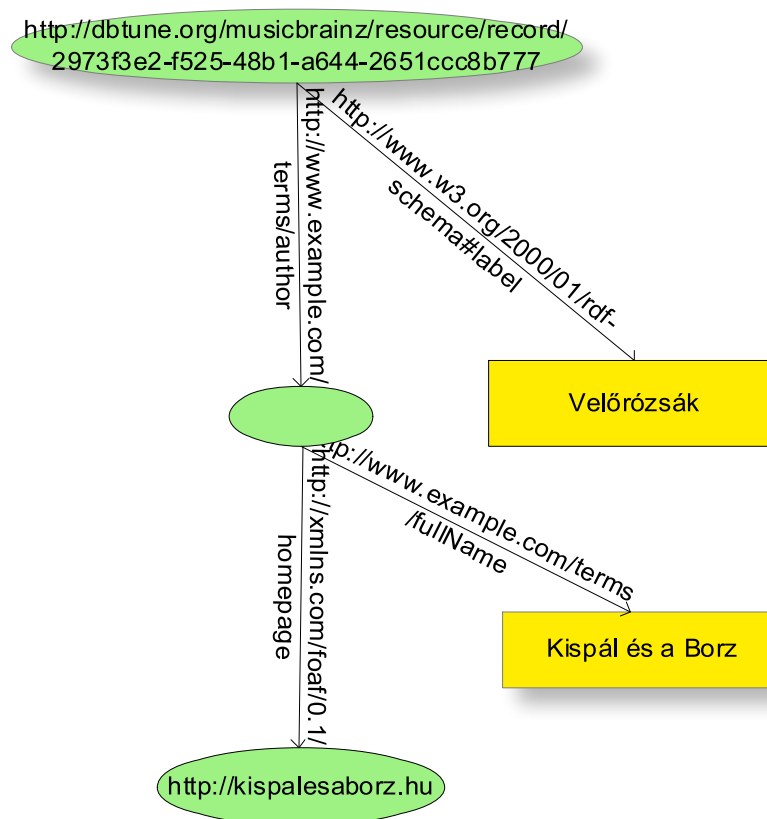 http://dbtune.org/musicbrainz/resource/record/
2973f3e2-f525-48b1-a644-2651ccc8b777
http://www.example.com/
terms/author
http://www.w3.org/2000/01/rdf-
schema#label
Velőrózsák
tp://www.example.com/terms
/fullName
http://xmlns.com/foaf/0.1/
homepage
Kispál és a Borz
http://kispalesaborz.hu